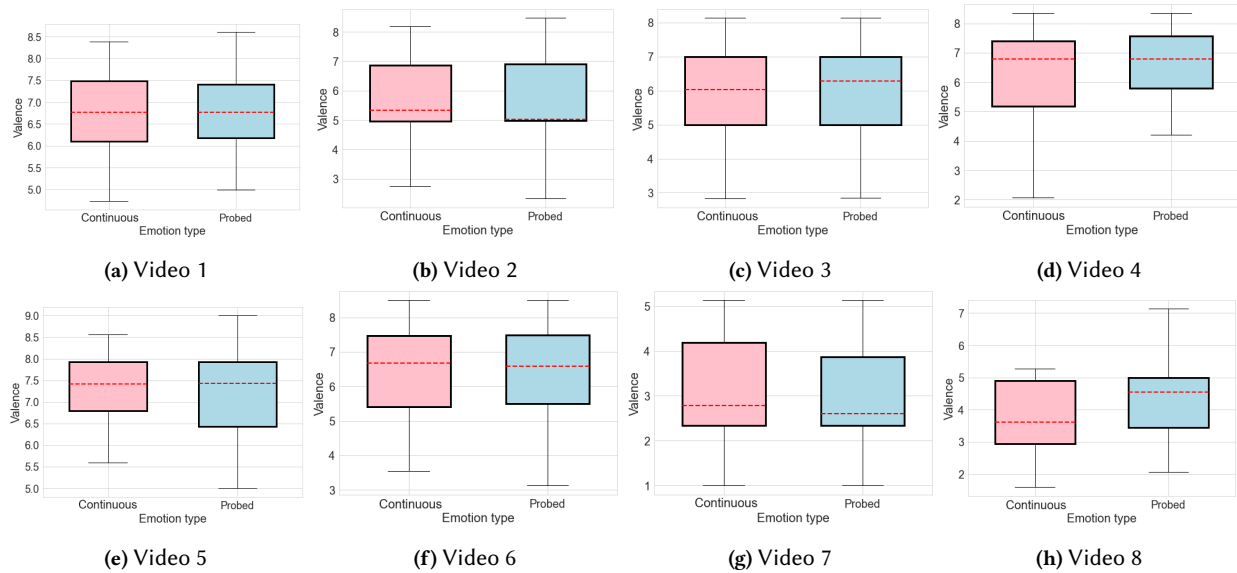 8.5
8.0
7.5
7.0
6.5
6.0
5.5
5.0
Valence
Continuous Probed
Emotion type
(a) Video 1
8
7
6
5
4
3
Valence
Continuous Probed
Emotion type
(b) Video 2
8
7
6
5
4
3
Valence
Continuous Probed
Emotion type
(c) Video 3
8
7
6
5
4
3
2
Valence
Continuous Probed
Emotion type
(d) Video 4
9.0
8.5
8.0
7.5
7.0
6.5
6.0
5.5
5.0
Valence
Continuous Probed
Emotion type
(e) Video 5
8
7
6
5
4
3
Valence
Continuous Probed
Emotion type
(f) Video 6
5
4
3
2
1
Valence
Continuous Probed
Emotion type
(g) Video 7
7
6
5
4
3
2
Valence
Continuous Probed
Emotion type
(h) Video 8